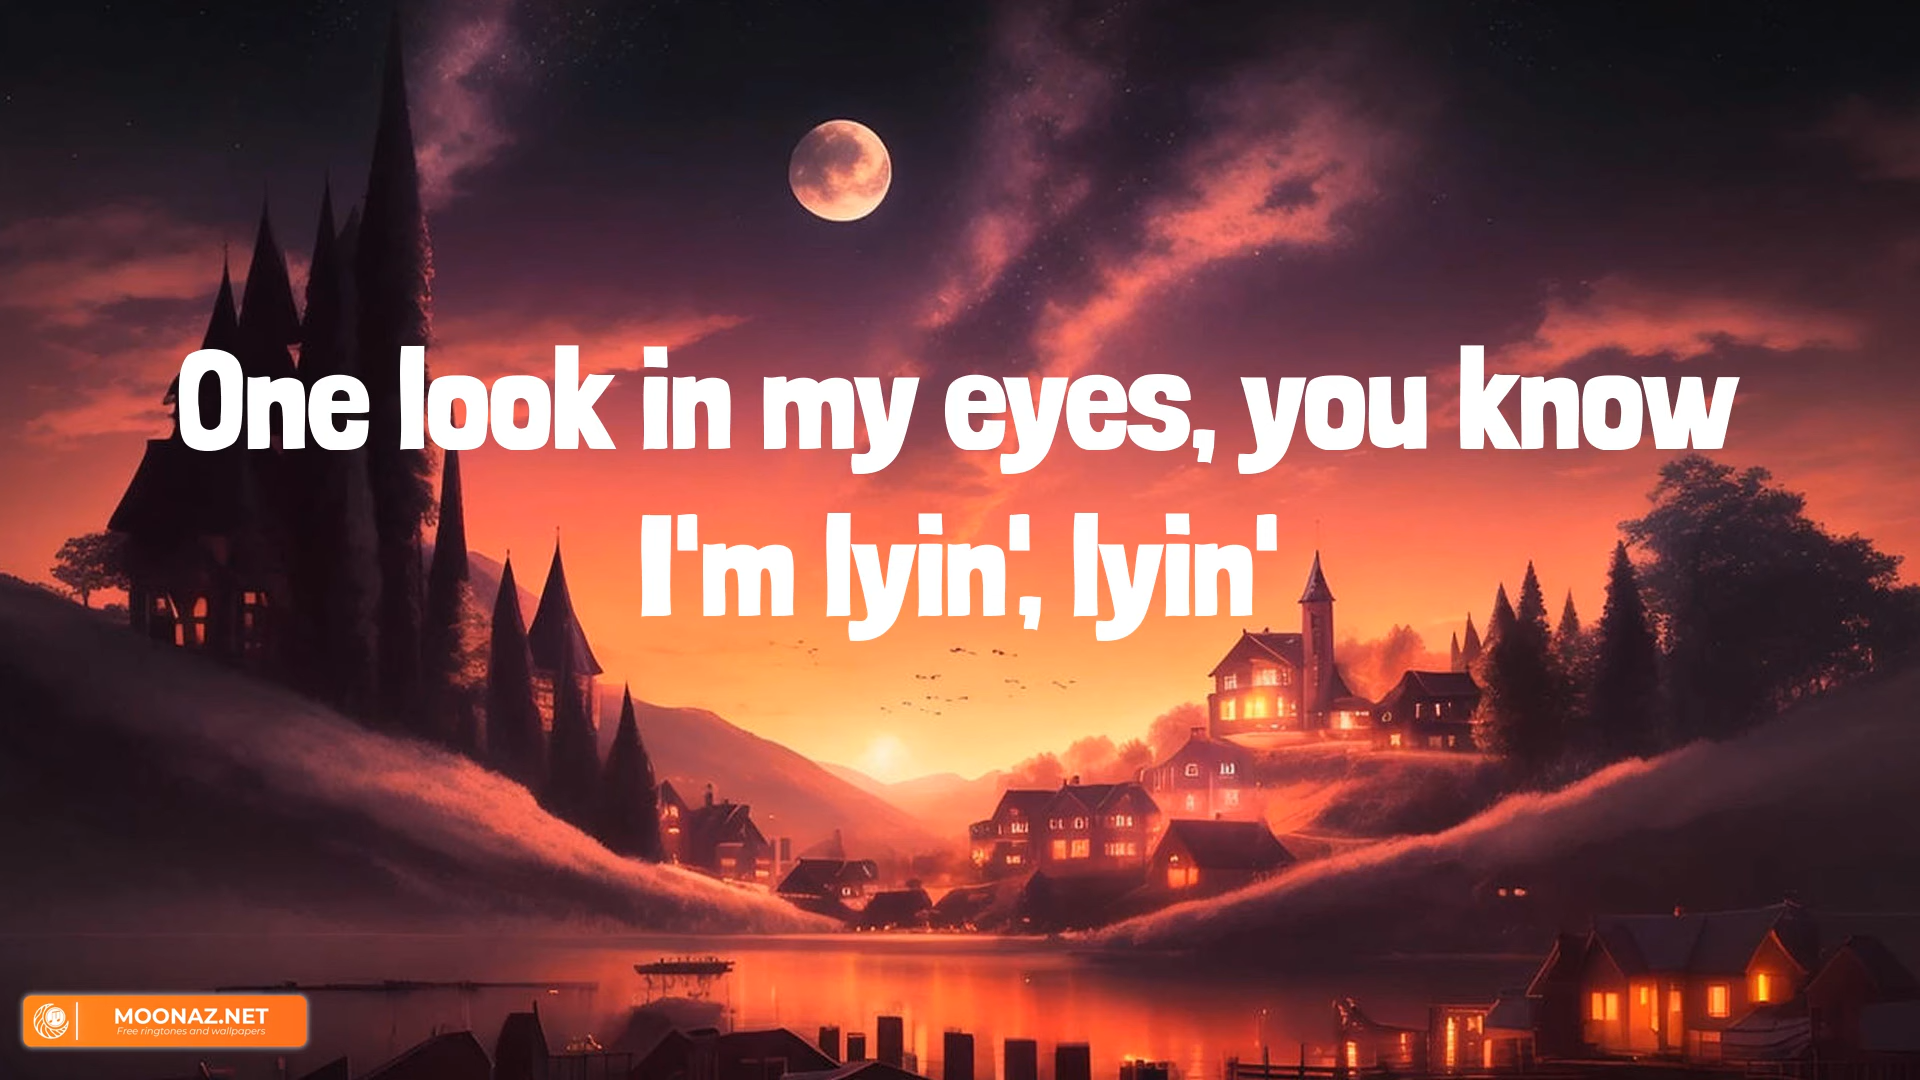 One look in my eyes, you know
I'm lyin', lyin'
MOONAZ.NET
Free ringtones and wallpapers